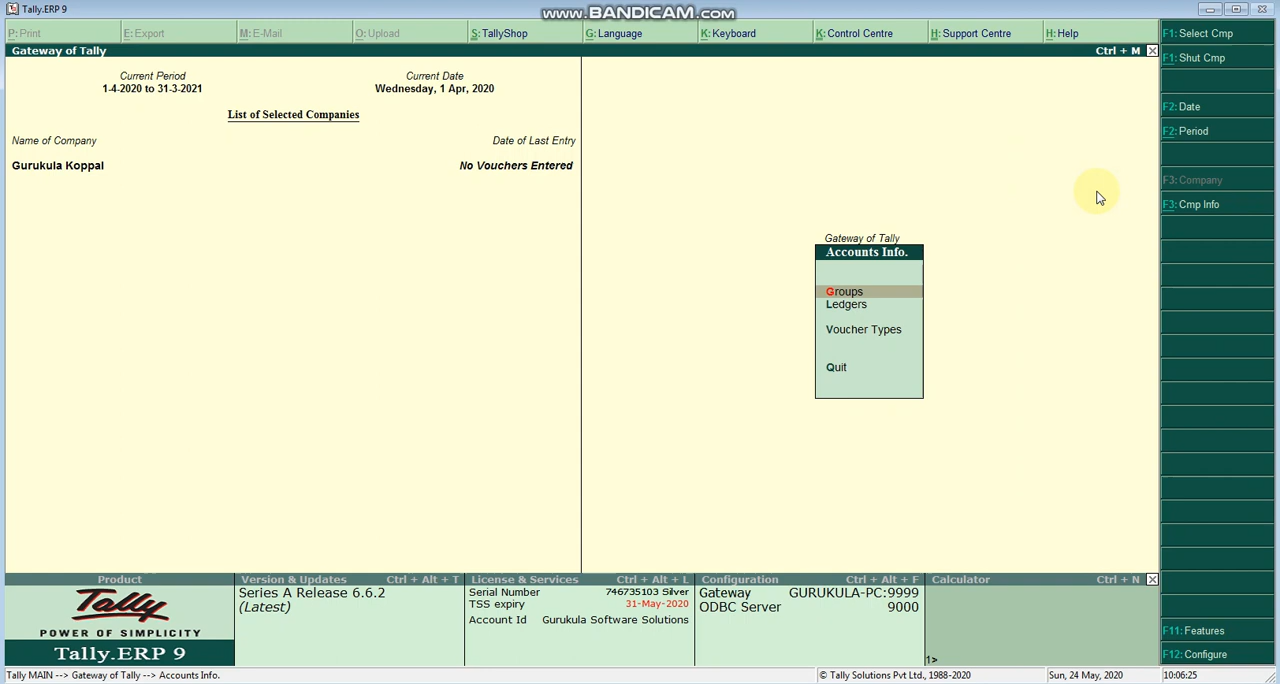 Tally.ERP 9
www.BANDICAM.com
P: Print
E: Export
M: E-Mail
O: Upload
S: TallyShop
G: Language
K: Keyboard
K: Control Centre
H: Support Centre
H: Help
F1: Select Cmp
Gateway of Tally
Ctrl + M
F1: Shut Cmp
Current Period
1-4-2020 to 31-3-2021
Current Date
Wednesday, 1 Apr, 2020
List of Selected Companies
Name of Company
Date of Last Entry
Gurukula Koppal
No Vouchers Entered
F2: Date
F2: Period
F3: Company
F3: Cmp Info
Gateway of Tally
Accounts Info.
Groups
Ledgers
Voucher Types
Quit
Product
Tally
POWER OF SIMPLICITY
Tally.ERP 9
Version & Updates
Ctrl + Alt + T
Series A Release 6.6.2
(Latest)
License & Services
Ctrl + Alt + L
Serial Number
746735103 Silver
TSS expiry
31-May-2020
Account Id
Gurukula Software Solutions
Configuration
Ctrl + Alt + F
Gateway
GURUKULA-PC:9999
ODBC Server
9000
Calculator
Ctrl + N
1>
F11: Features
F12: Configure
Tally MAIN --> Gateway of Tally --> Accounts Info.
© Tally Solutions Pvt Ltd., 1988-2020
Sun, 24 May, 2020
10:06:25